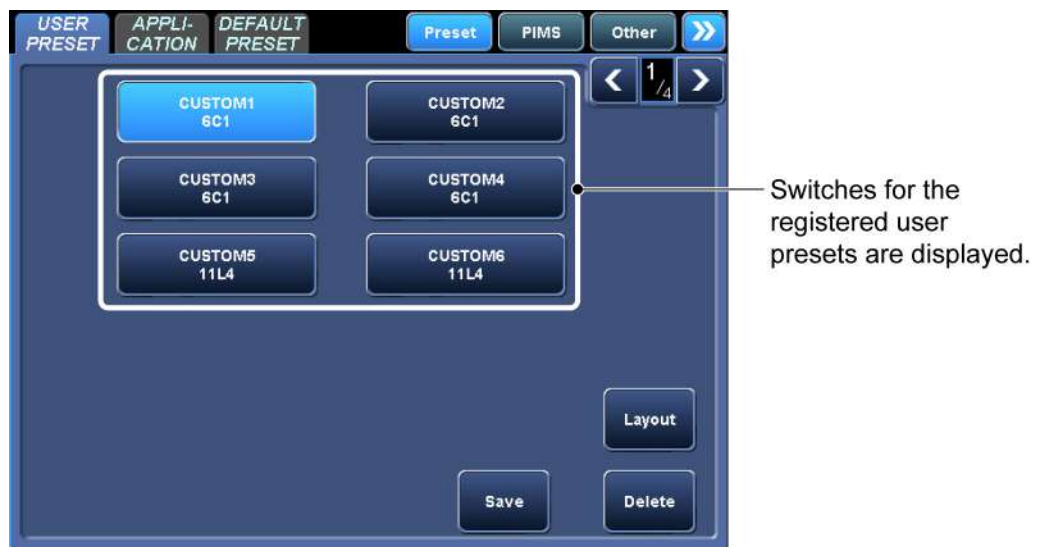 USER PRESET
APPLI- CATION
DEFAULT PRESET
Preset
PIMS
Other
1/4
CUSTOM1
6C1
CUSTOM2
6C1
CUSTOM3
6C1
CUSTOM4
6C1
CUSTOM5
11L4
CUSTOM6
11L4
Switches for the
registered user
presets are displayed.
Layout
Save
Delete